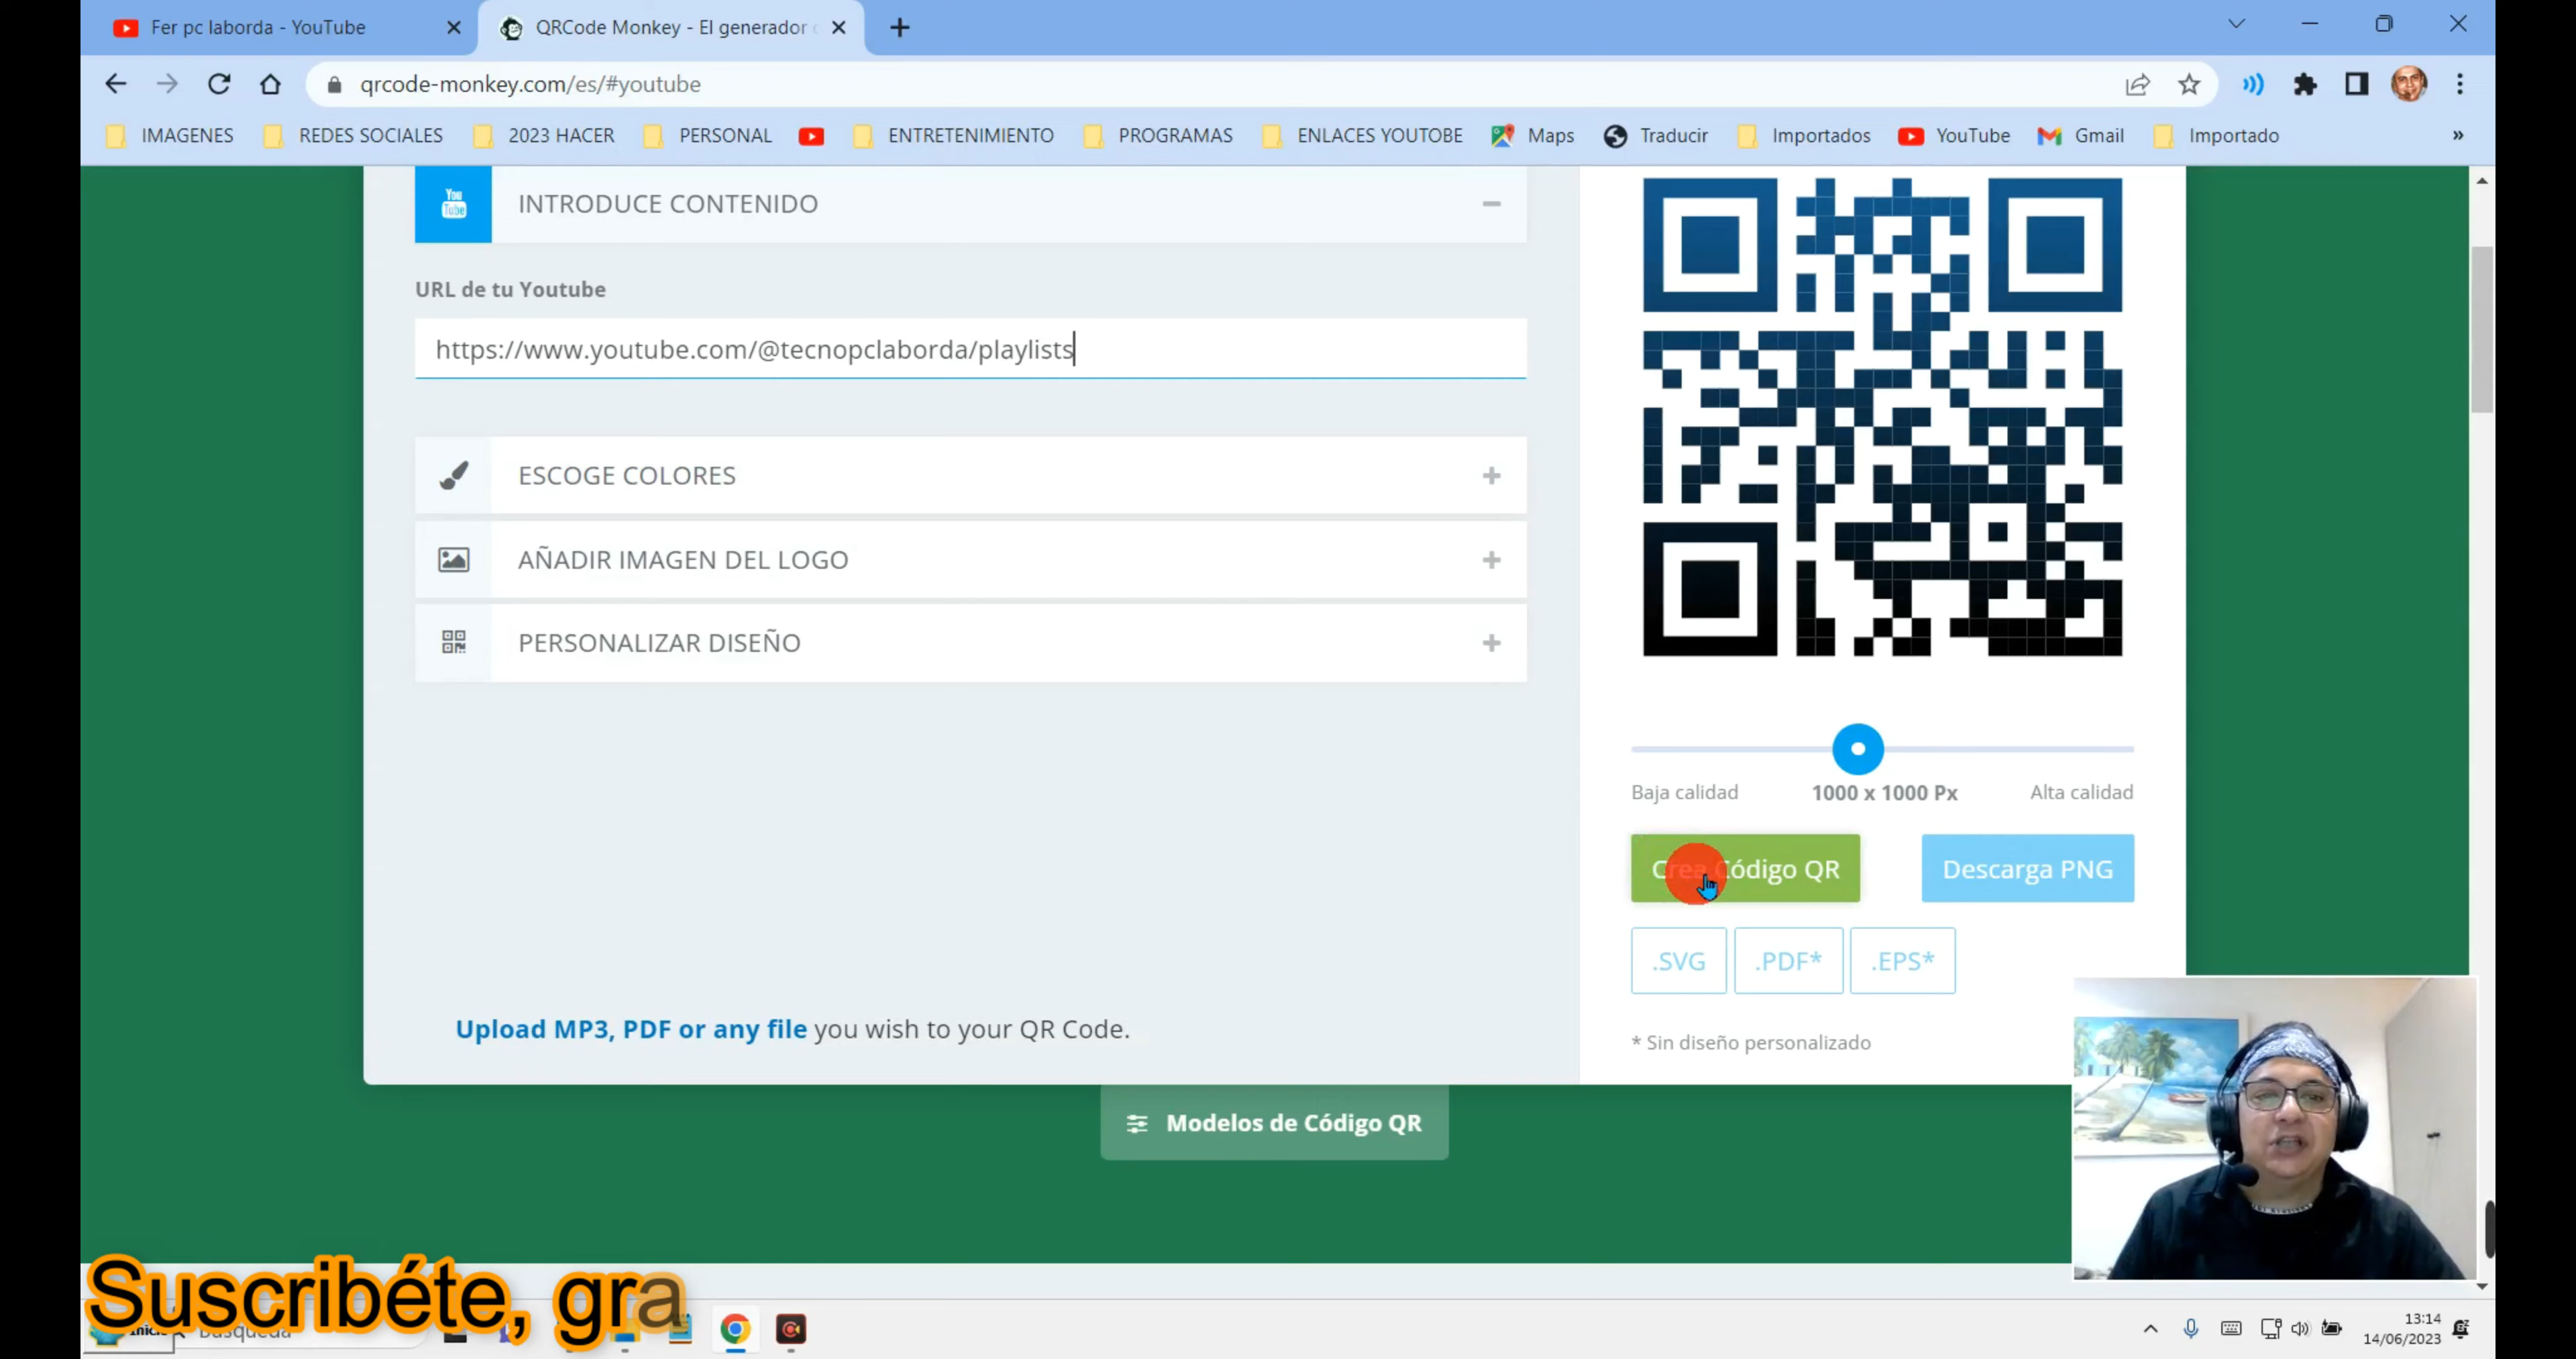 Fer pc laborda - YouTube
QRCode Monkey - El generador
qrcode-monkey.com/es/#youtube
IMAGENES
REDES SOCIALES
2023 HACER
PERSONAL
ENTRETENIMIENTO
PROGRAMAS
ENLACES YOUTOBE
Maps
Traducir
Importados
YouTube
Gmail
Importado
»
You
Tube
INTRODUCE CONTENIDO
URL de tu Youtube
https://www.youtube.com/@tecnopclaborda/playlists
ESCOGE COLORES
AÑADIR IMAGEN DEL LOGO
PERSONALIZAR DISEÑO
Baja calidad
1000 x 1000 Px
Alta calidad
Crea Código QR
Descarga PNG
.SVG
.PDF*
.EPS*
* Sin diseño personalizado
Upload MP3, PDF or any file you wish to your QR Code.
Modelos de Código QR
Suscribéte, gra
13:14
14/06/2023